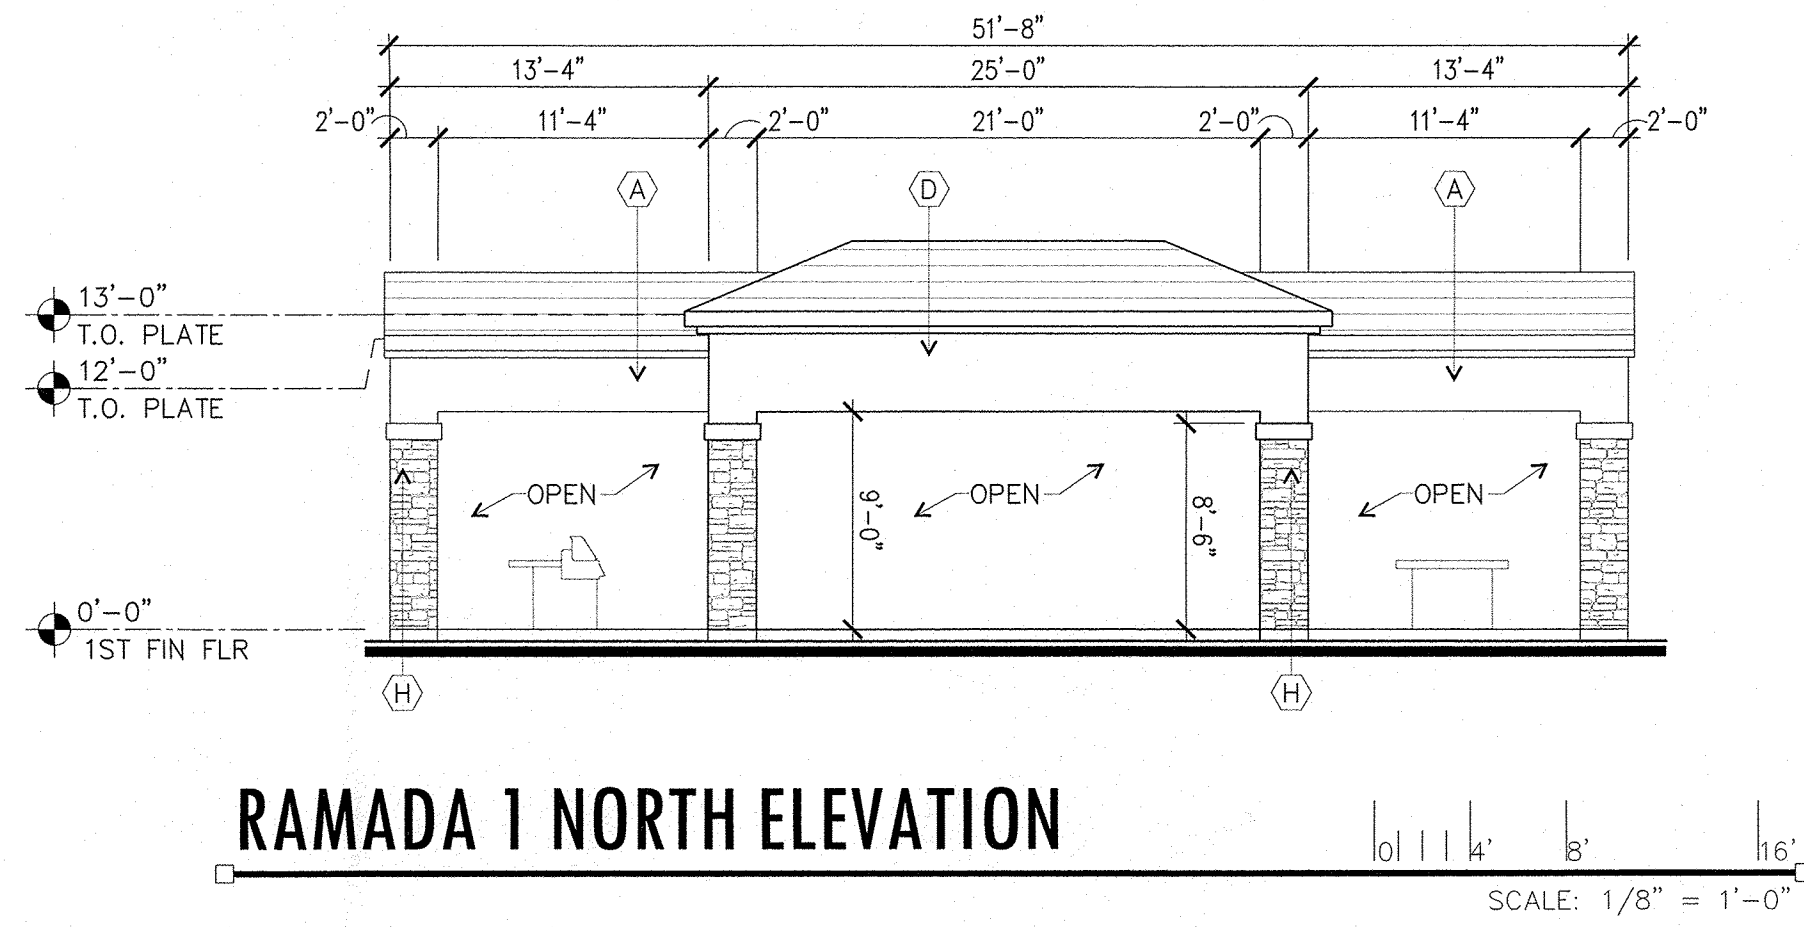 51'-8"
13'-4" 25'-0" 13'-4"
2'-0" 11'-4" 2'-0" 21'-0" 2'-0" 11'-4" 2'-0"
A D A
13'-0"
T.O. PLATE
12'-0"
T.O. PLATE
OPEN OPEN OPEN
9'-0" 8'-6"
0'-0"
1ST FIN FLR
H H
RAMADA 1 NORTH ELEVATION
0 4' 8' 16'
SCALE: 1/8" = 1'-0"